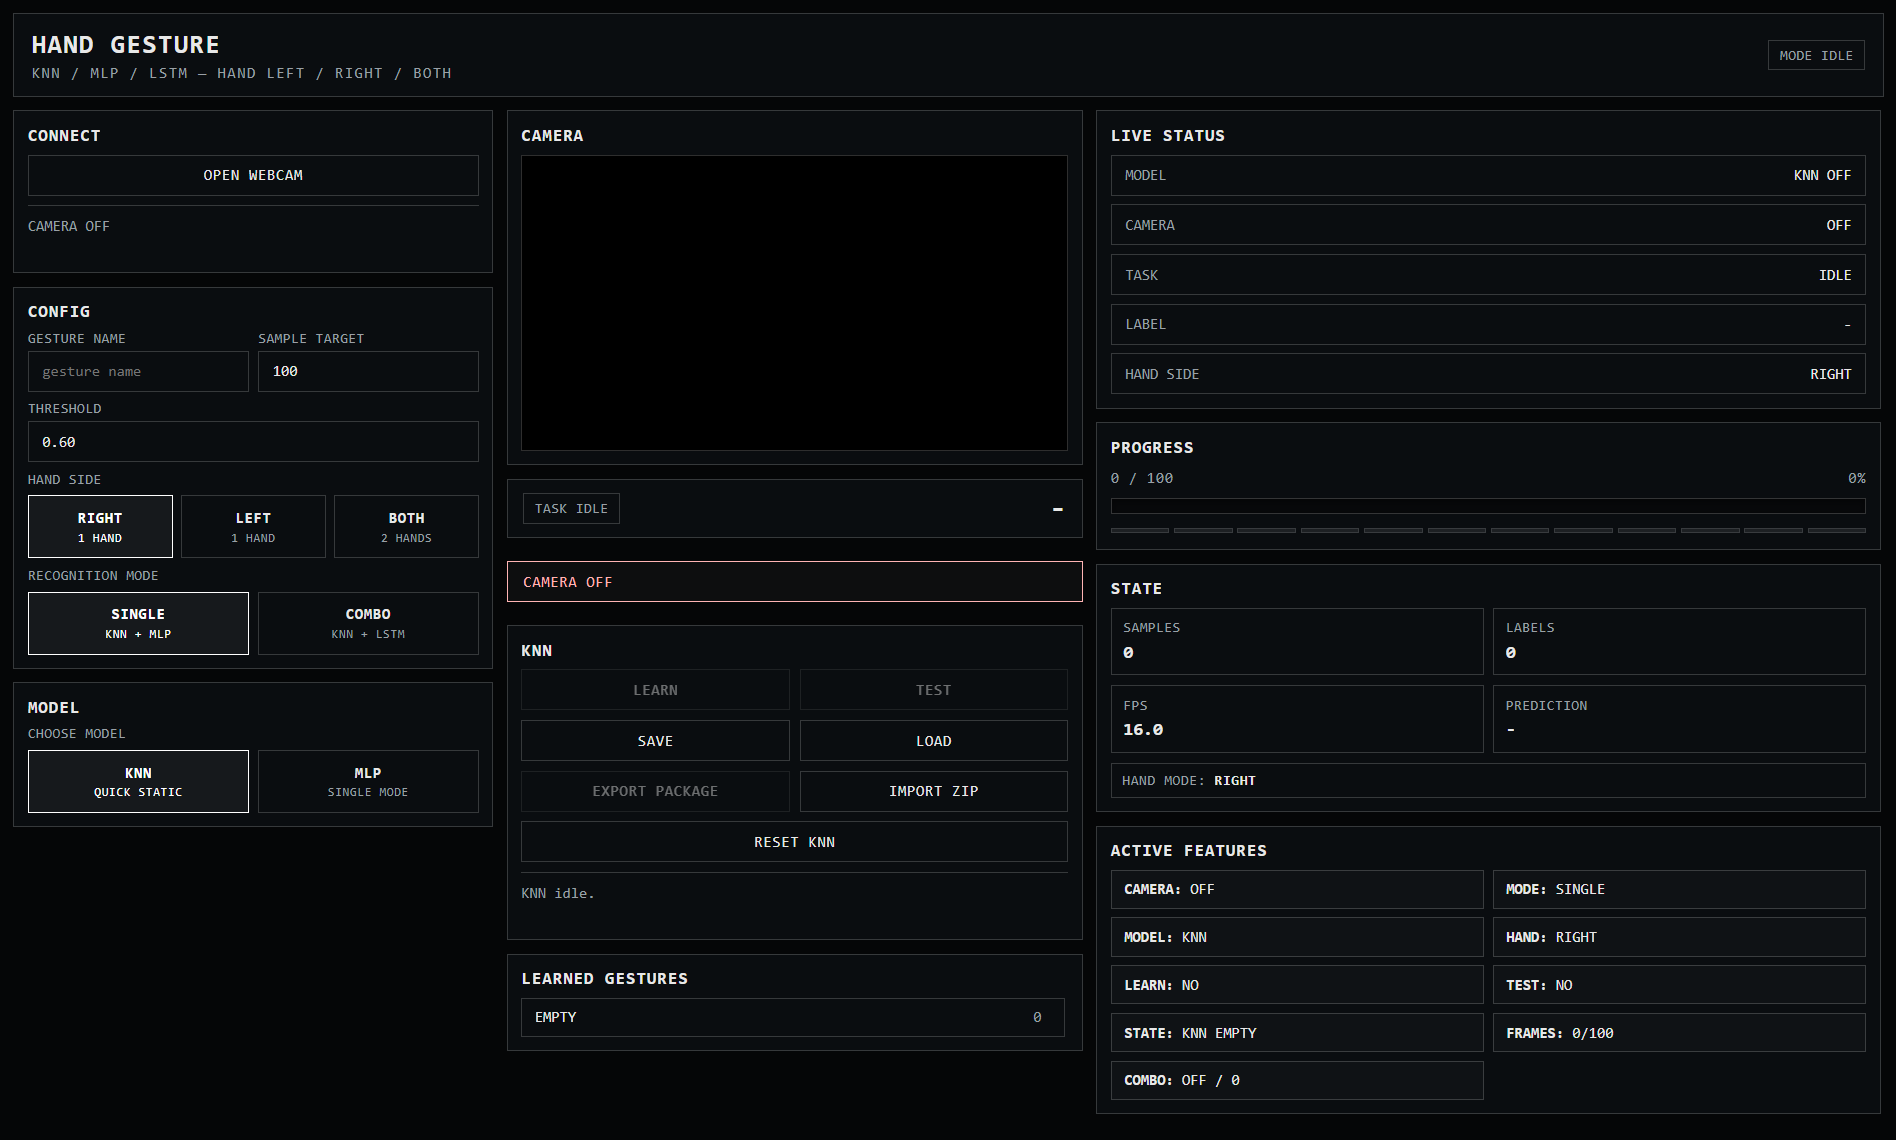 HAND GESTURE
KNN / MLP / LSTM — HAND LEFT / RIGHT / BOTH
MODE IDLE
CONNECT
OPEN WEBCAM
CAMERA OFF
CONFIG
GESTURE NAME
SAMPLE TARGET
gesture name
100
THRESHOLD
0.60
HAND SIDE
RIGHT
1 HAND
LEFT
1 HAND
BOTH
2 HANDS
RECOGNITION MODE
SINGLE
KNN + MLP
COMBO
KNN + LSTM
MODEL
CHOOSE MODEL
KNN
QUICK STATIC
MLP
SINGLE MODE
CAMERA
TASK IDLE
–
CAMERA OFF
KNN
LEARN
TEST
SAVE
LOAD
EXPORT PACKAGE
IMPORT ZIP
RESET KNN
KNN idle.
LEARNED GESTURES
EMPTY 0
LIVE STATUS
MODEL KNN OFF
CAMERA OFF
TASK IDLE
LABEL -
HAND SIDE RIGHT
PROGRESS
0 / 100 0%
STATE
SAMPLES
0
LABELS
0
FPS
16.0
PREDICTION
-
HAND MODE: RIGHT
ACTIVE FEATURES
CAMERA: OFF
MODE: SINGLE
MODEL: KNN
HAND: RIGHT
LEARN: NO
TEST: NO
STATE: KNN EMPTY
FRAMES: 0/100
COMBO: OFF / 0